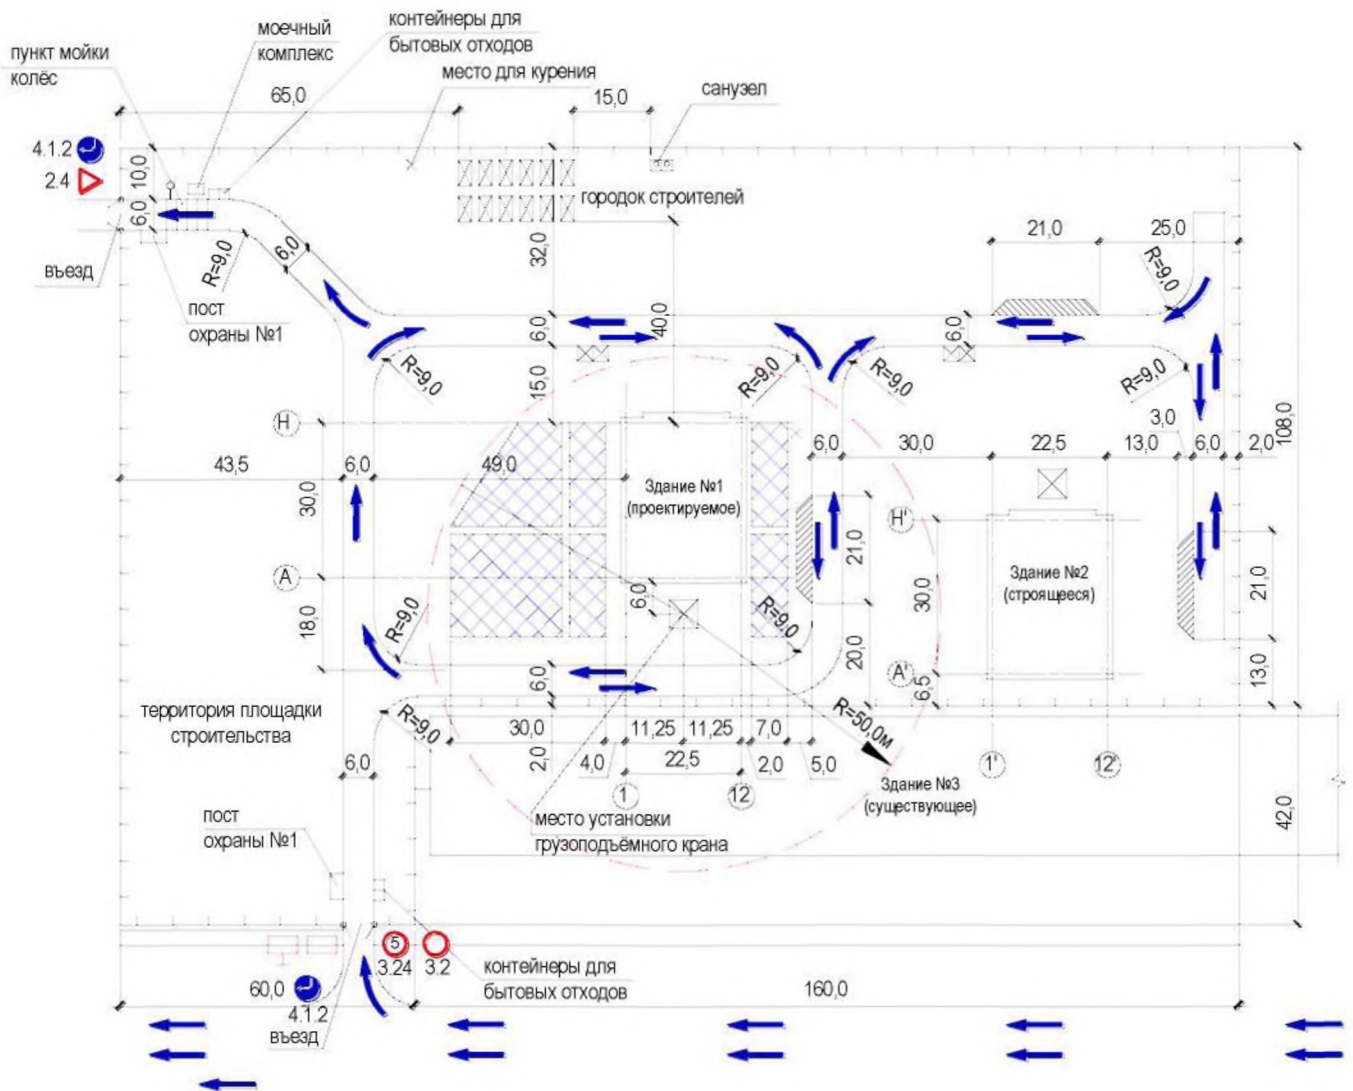 моечный
комплекс
контейнеры для
бытовых отходов
пункт мойки
колёс
место для курения
санузел
65,0
15,0
4.1.2
2.4
10,0
6,0
въезд
R=9,0
6,0
пост
охраны №1
городок строителей
32,0
40,0
21,0
25,0
R=9,0
6,0
6,0
15,0
R=9,0
R=9,0
R=9,0
R=9,0
3,0
108,0
Н
43,5
6,0
49,0
6,0
30,0
22,5
13,0
6,0
2,0
30,0
Здание №1
(проектируемое)
Н'
21,0
А
6,0
Здание №2
(строящееся)
30,0
21,0
18,0
R=9,0
R=9,0
20,0
А'
6,5
13,0
6,0
территория площадки
строительства
R=9,0
R=50,0м
30,0
11,25
11,25
7,0
6,0
2,0
4,0
22,5
2,0
5,0
1
12
1'
12'
Здание №3
(существующее)
42,0
пост
охраны №1
место установки
грузоподъёмного крана
5
3.24
3.2
контейнеры для
бытовых отходов
60,0
4.1.2
160,0
въезд